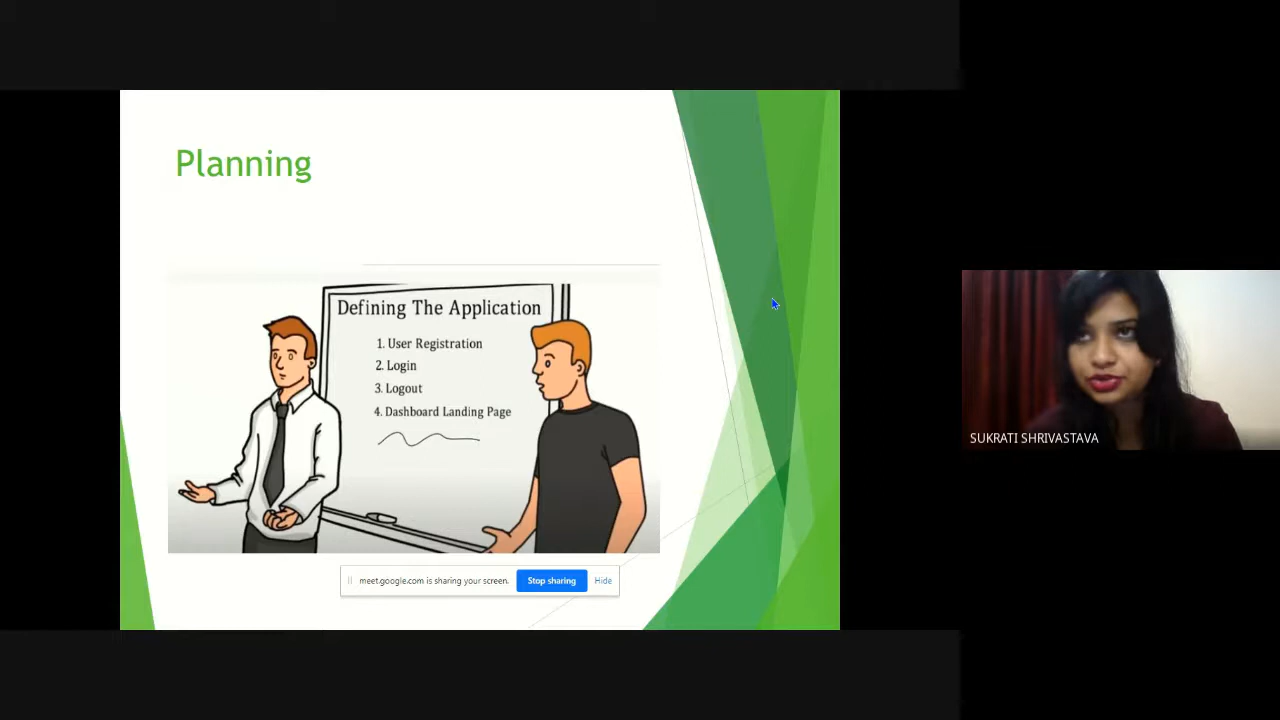 Planning
Defining The Application
1. User Registration
2. Login
3. Logout
4. Dashboard Landing Page
meet.google.com is sharing your screen.
Stop sharing
Hide
SUKRATI SHRIVASTAVA